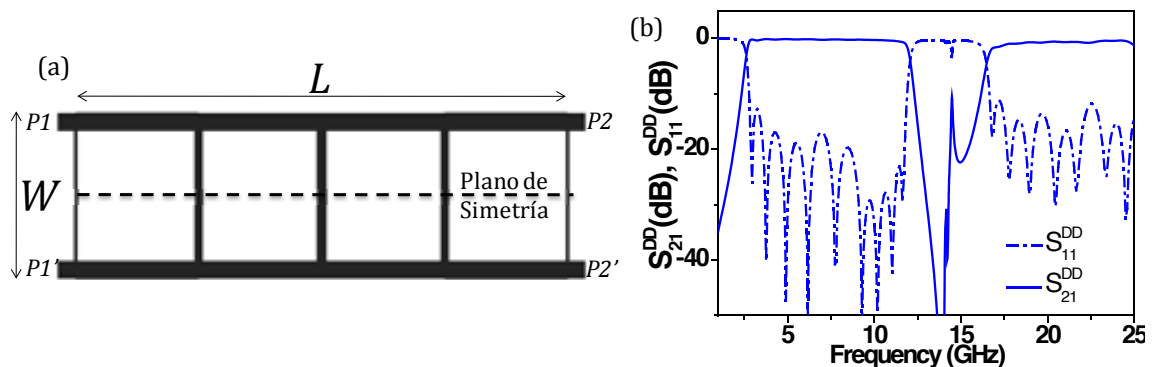 (a)
L
P1
P2
W
Plano de
Simetría
P1'
P2'
(b)
S21DD(dB), S11DD(dB)
0
-20
-40
S11DD
S21DD
5
10
15
20
25
Frequency (GHz)